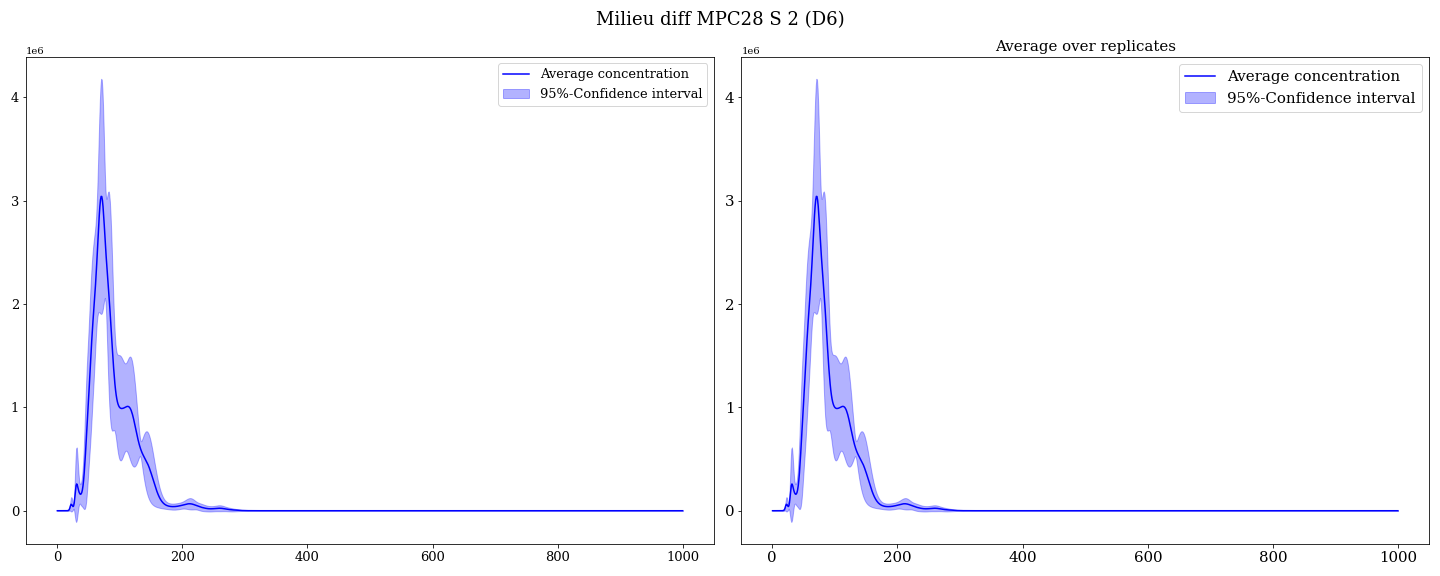 Milieu diff MPC28 S 2 (D6)
1e6
Average concentration
95%-Confidence interval
4
3
2
1
0
0 200 400 600 800 1000
Average over replicates
1e6
Average concentration
95%-Confidence interval
4
3
2
1
0
0 200 400 600 800 1000